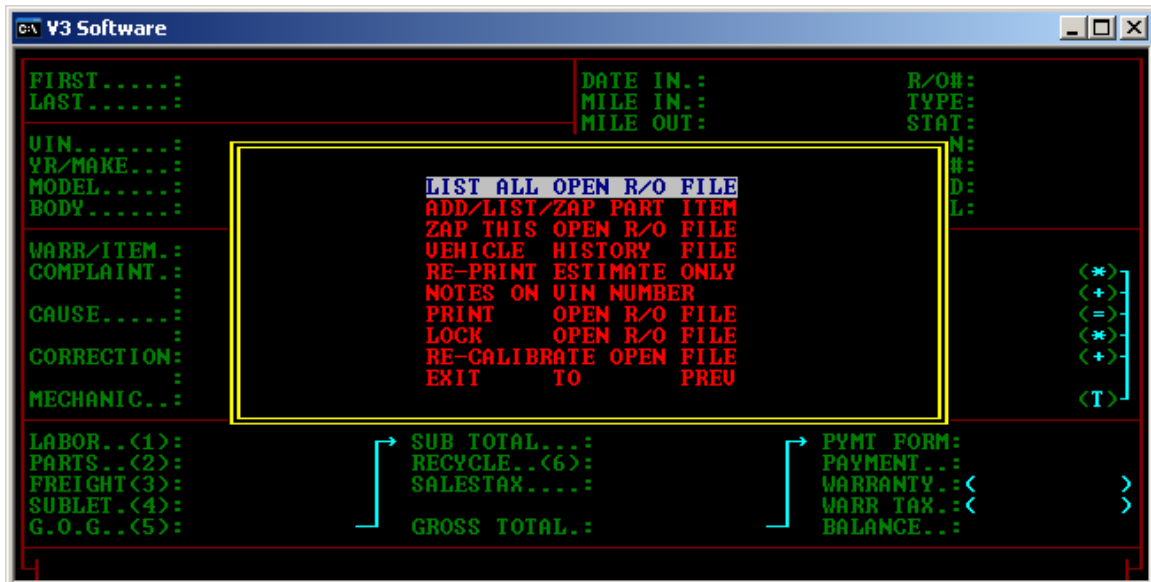 V3 Software
FIRST.....: DATE IN.: R/O#:
LAST......: MILE IN.: TYPE:
MILE OUT: STAT:
VIN.......: N:
YR/MAKE...: #:
MODEL.....: LIST ALL OPEN R/O FILE D:
BODY......: ADD/LIST/ZAP PART ITEM L:
ZAP THIS OPEN R/O FILE
WARR/ITEM.: VEHICLE HISTORY FILE
COMPLAINT.: RE-PRINT ESTIMATE ONLY (*)
: NOTES ON VIN NUMBER (+)
CAUSE.....: PRINT OPEN R/O FILE (=)
: LOCK OPEN R/O FILE (*)
CORRECTION: RE-CALIBRATE OPEN FILE (+)
: EXIT TO PREV
MECHANIC..: (T)
LABOR..(1): SUB TOTAL...: PYMT FORM:
PARTS..(2): RECYCLE..(6): PAYMENT..:
FREIGHT(3): SALESTAX....: WARRANTY.:( )
SUBLET.(4): WARR TAX.:( )
G.O.G..(5): GROSS TOTAL.: BALANCE..: